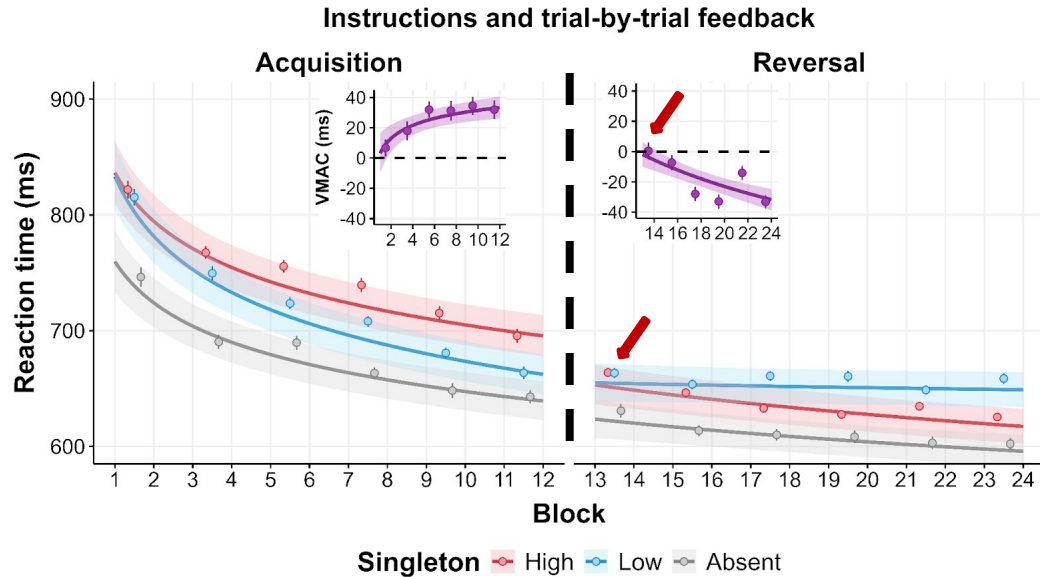 Instructions and trial-by-trial feedback
Acquisition
Reversal
Reaction time (ms)
900
800
700
600
VMAC (ms)
40
20
0
-20
-40
2 4 6 8 10 12
40
20
0
-20
-40
14 16 18 20 22 24
1 2 3 4 5 6 7 8 9 10 11 12
13 14 15 16 17 18 19 20 21 22 23 24
Block
Singleton High Low Absent